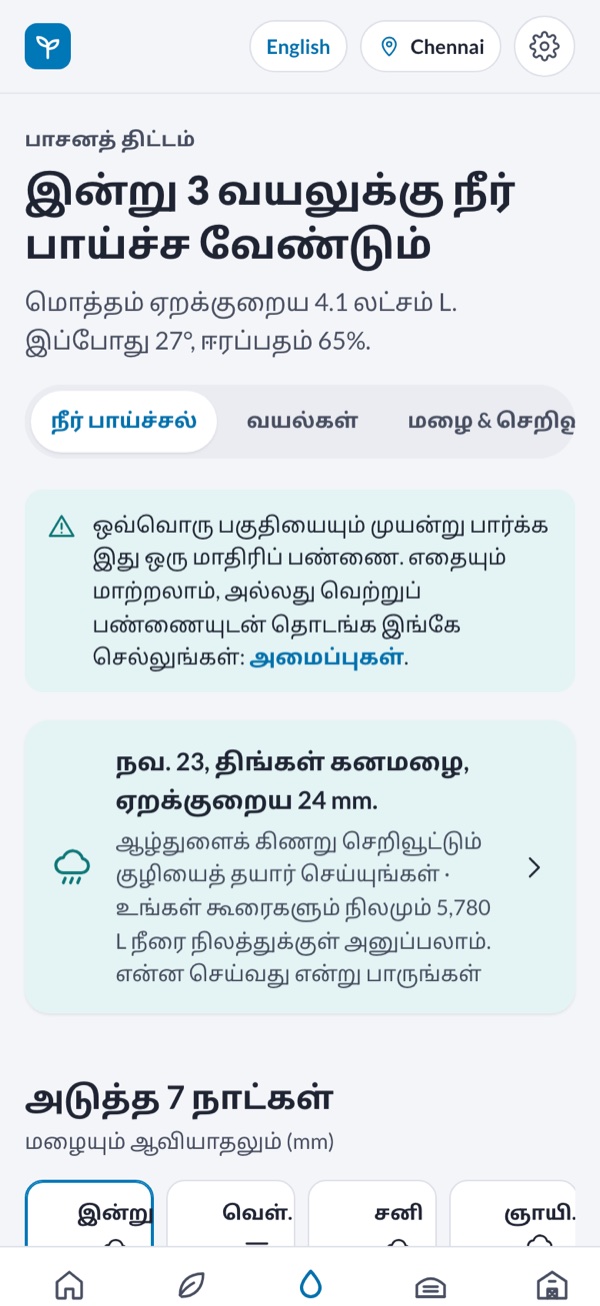 English
Chennai
பாசனத் திட்டம்
இன்று 3 வயலுக்கு நீர்
பாய்ச்ச வேண்டும்
மொத்தம் ஏறக்குறைய 4.1 லட்சம் L.
இப்போது 27°, ஈரப்பதம் 65%.
நீர் பாய்ச்சல்
வயல்கள்
மழை & செறிவூ
ஒவ்வொரு பகுதியையும் முயன்று பார்க்க
இது ஒரு மாதிரிப் பண்ணை. எதையும்
மாற்றலாம், அல்லது வெற்றுப்
பண்ணையுடன் தொடங்க இங்கே
செல்லுங்கள்: அமைப்புகள்.
நவ. 23, திங்கள் கனமழை,
ஏறக்குறைய 24 mm.
ஆழ்துளைக் கிணறு செறிவூட்டும்
குழியைத் தயார் செய்யுங்கள் ·
உங்கள் கூரைகளும் நிலமும் 5,780
L நீரை நிலத்துக்குள் அனுப்பலாம்.
என்ன செய்வது என்று பாருங்கள்
அடுத்த 7 நாட்கள்
மழையும் ஆவியாதலும் (mm)
இன்று
வெள்.
சனி
ஞாயி.